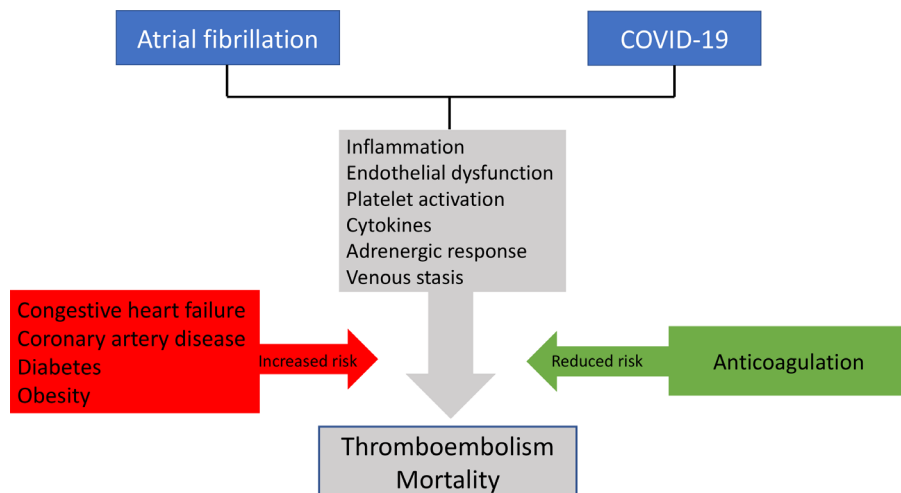 Atrial fibrillation
COVID-19
Inflammation
Endothelial dysfunction
Platelet activation
Cytokines
Adrenergic response
Venous stasis
Congestive heart failure
Coronary artery disease
Diabetes
Obesity
Increased risk
Reduced risk
Anticoagulation
Thromboembolism
Mortality